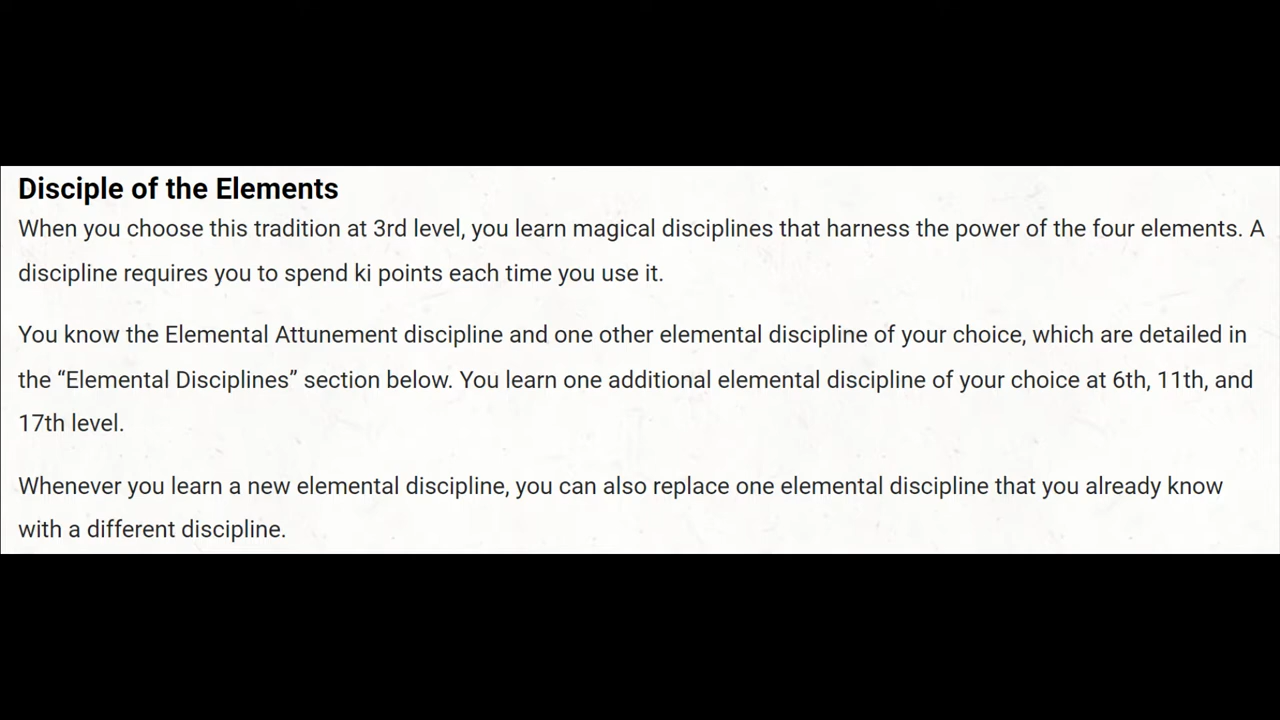 Disciple of the Elements
When you choose this tradition at 3rd level, you learn magical disciplines that harness the power of the four elements. A
discipline requires you to spend ki points each time you use it.
You know the Elemental Attunement discipline and one other elemental discipline of your choice, which are detailed in
the “Elemental Disciplines” section below. You learn one additional elemental discipline of your choice at 6th, 11th, and
17th level.
Whenever you learn a new elemental discipline, you can also replace one elemental discipline that you already know
with a different discipline.